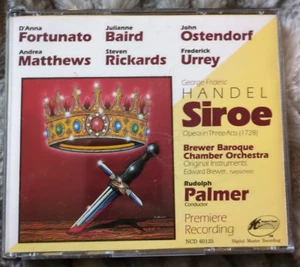 D'Anna Julianne John
Fortunato Baird Ostendorf
Andrea Steven Frederick
Matthews Rickards Urrey
George Frideric
HANDEL
Siroe
Opera in Three Acts (1728)
Brewer Baroque
Chamber Orchestra
Original Instruments
Edward Brewer, harpsichord
Rudolph
Palmer
Conductor
Premiere
Recording
NCD 60125 Digital Master Recording